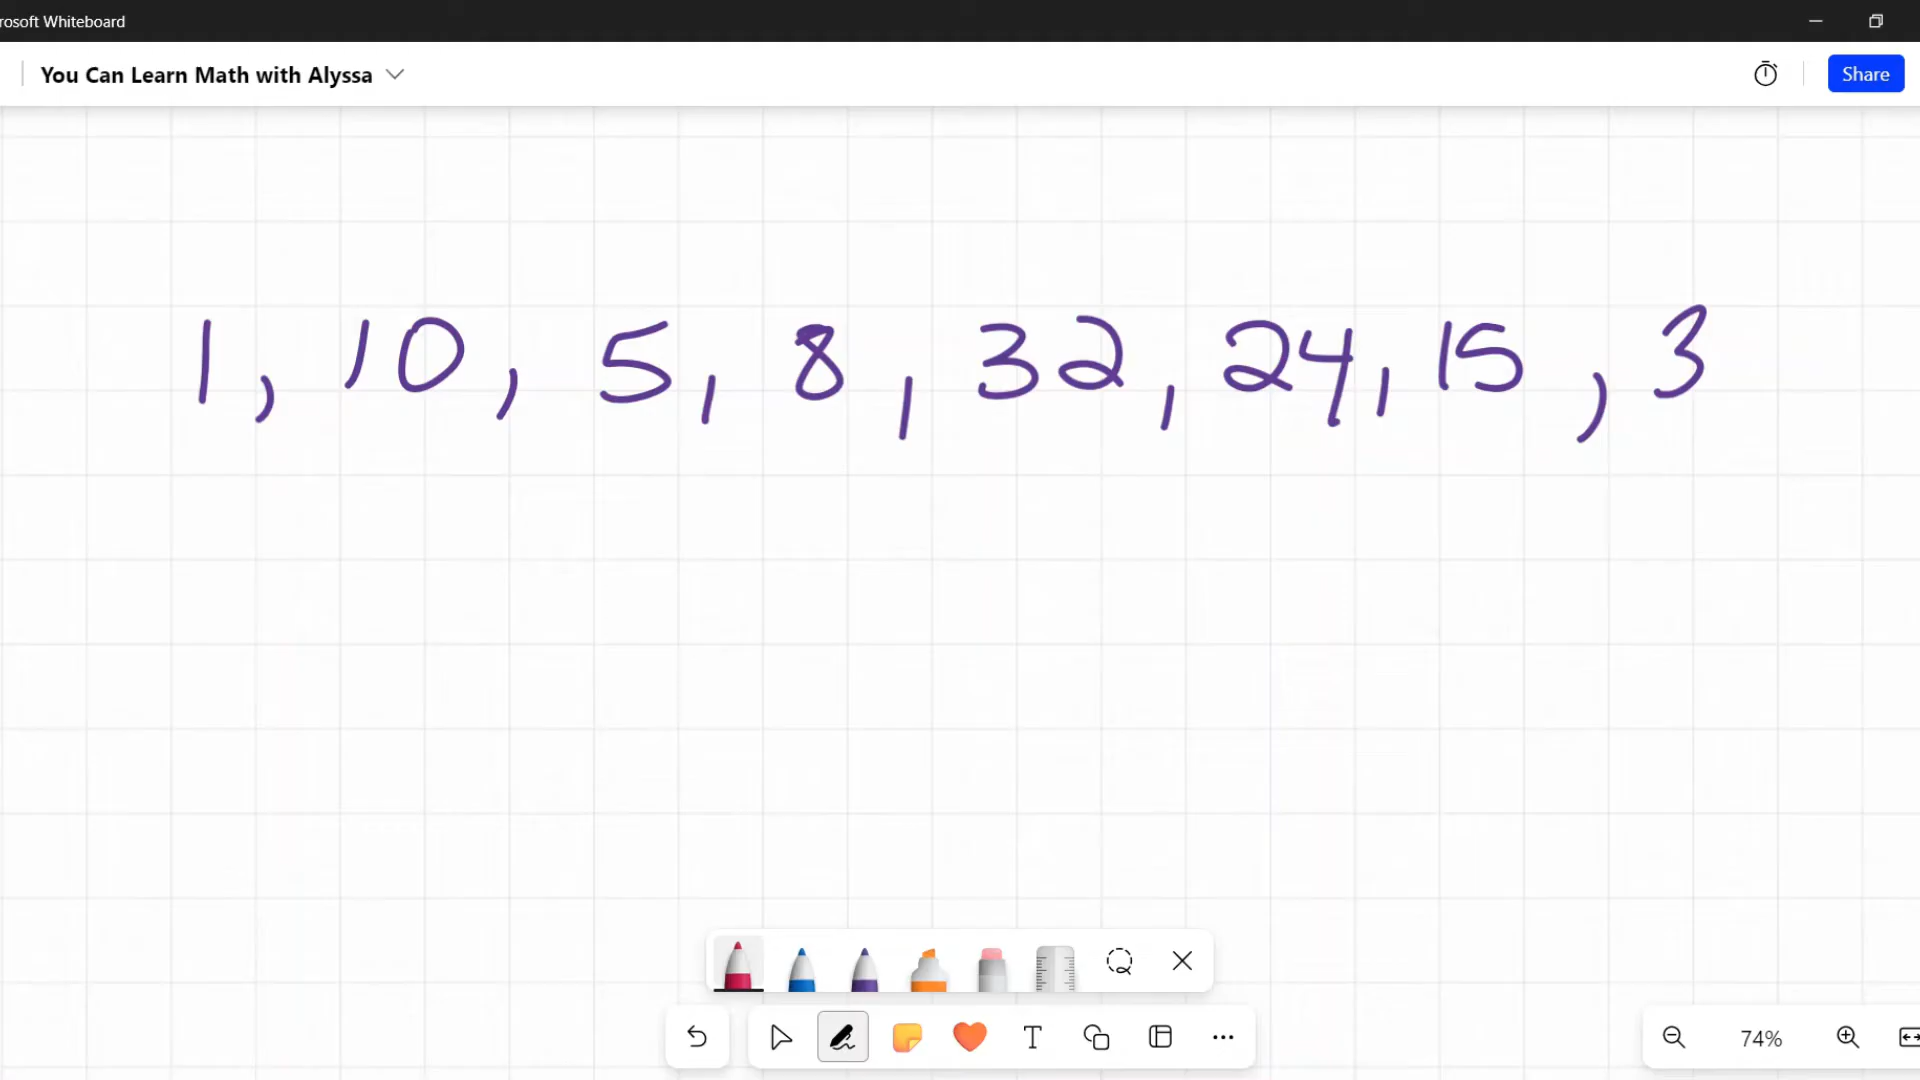 rosoft Whiteboard
You Can Learn Math with Alyssa
Share
1, 10, 5, 8, 32, 24, 15, 3
T
74%